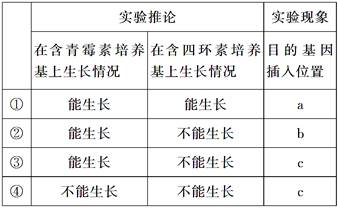 实验推论 实验现象
在含青霉素培养 在含四环素培养 目的基因
基上生长情况 基上生长情况 插入位置
① 能生长 能生长 a
② 能生长 不能生长 b
③ 能生长 不能生长 c
④ 不能生长 不能生长 c